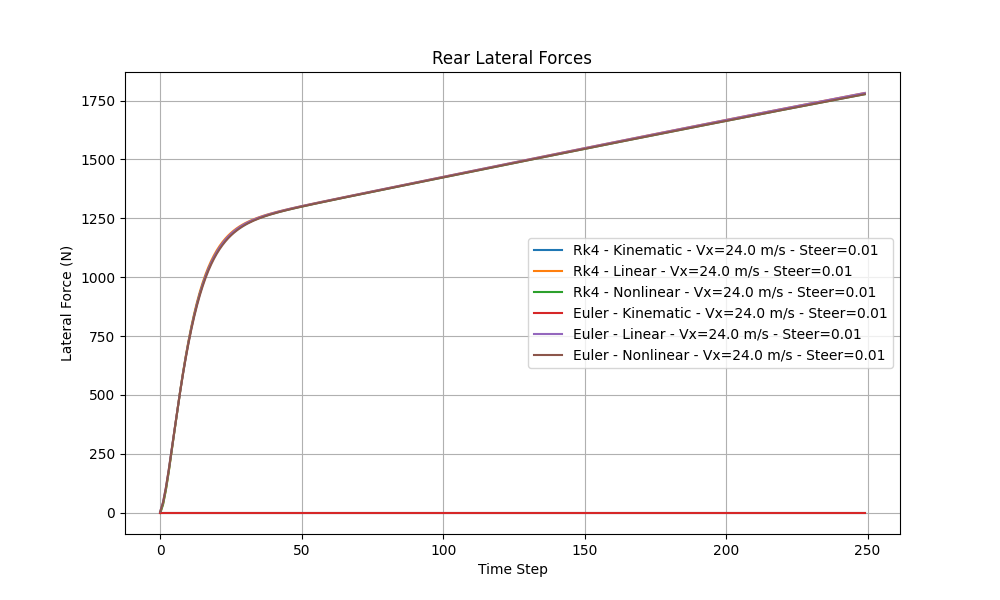 Rear Lateral Forces
Lateral Force (N)
1750
1500
1250
1000
750
500
250
0
Rk4 - Kinematic - Vx=24.0 m/s - Steer=0.01
Rk4 - Linear - Vx=24.0 m/s - Steer=0.01
Rk4 - Nonlinear - Vx=24.0 m/s - Steer=0.01
Euler - Kinematic - Vx=24.0 m/s - Steer=0.01
Euler - Linear - Vx=24.0 m/s - Steer=0.01
Euler - Nonlinear - Vx=24.0 m/s - Steer=0.01
0 50 100 150 200 250
Time Step